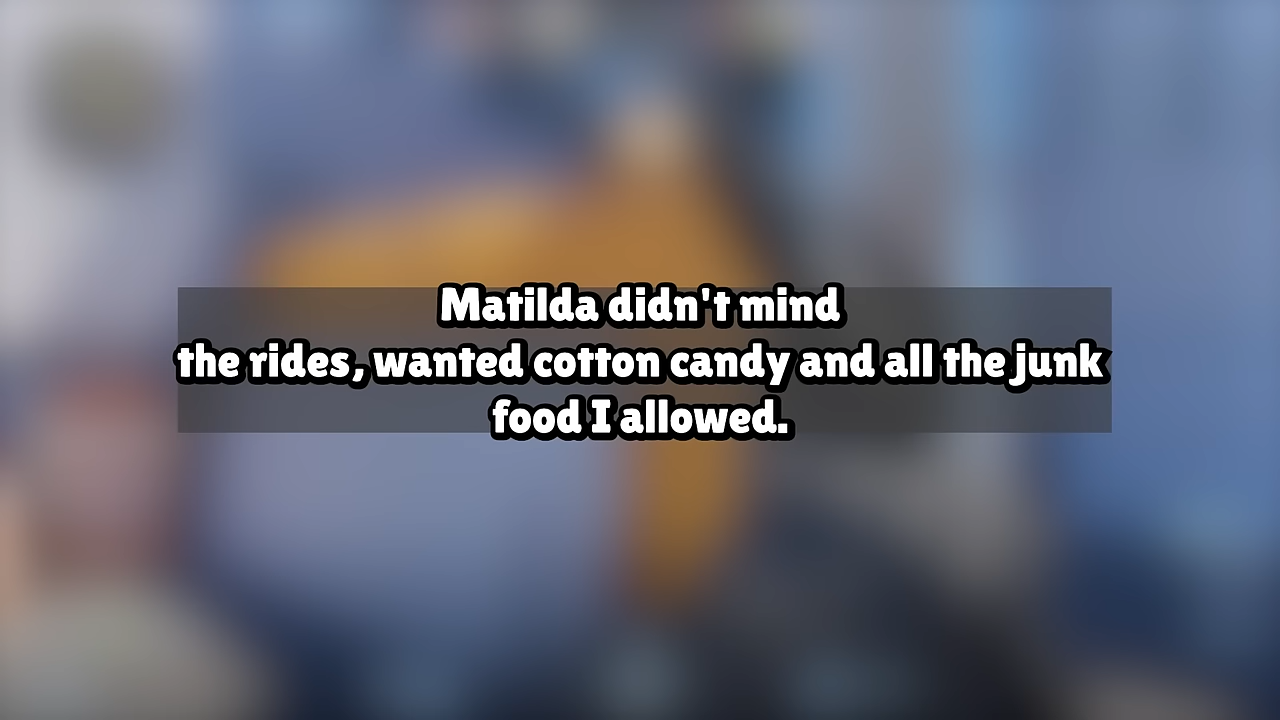 Matilda didn't mind
the rides, wanted cotton candy and all the junk
food I allowed.